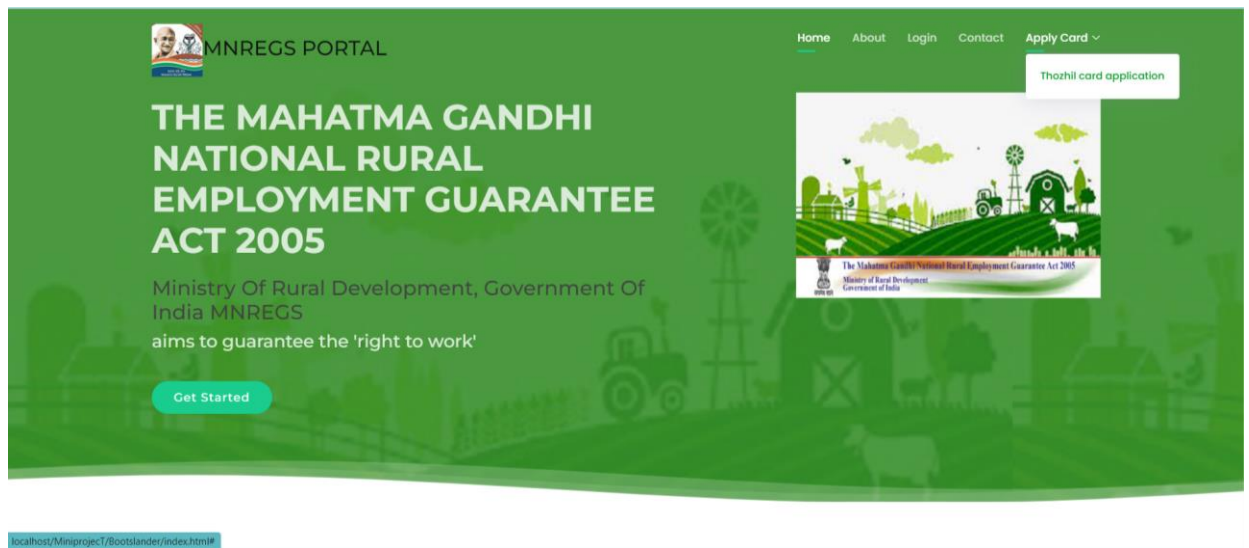 MNREGS PORTAL
Home About Login Contact Apply Card
Thozhil card application
THE MAHATMA GANDHI
NATIONAL RURAL
EMPLOYMENT GUARANTEE
ACT 2005
Ministry Of Rural Development, Government Of
India MNREGS
aims to guarantee the 'right to work'
Get Started
The Mahatma Gandhi National Rural Employment Guarantee Act 2005
Ministry of Rural Development
Government of India
localhost/MiniprojecT/Bootslander/index.html#